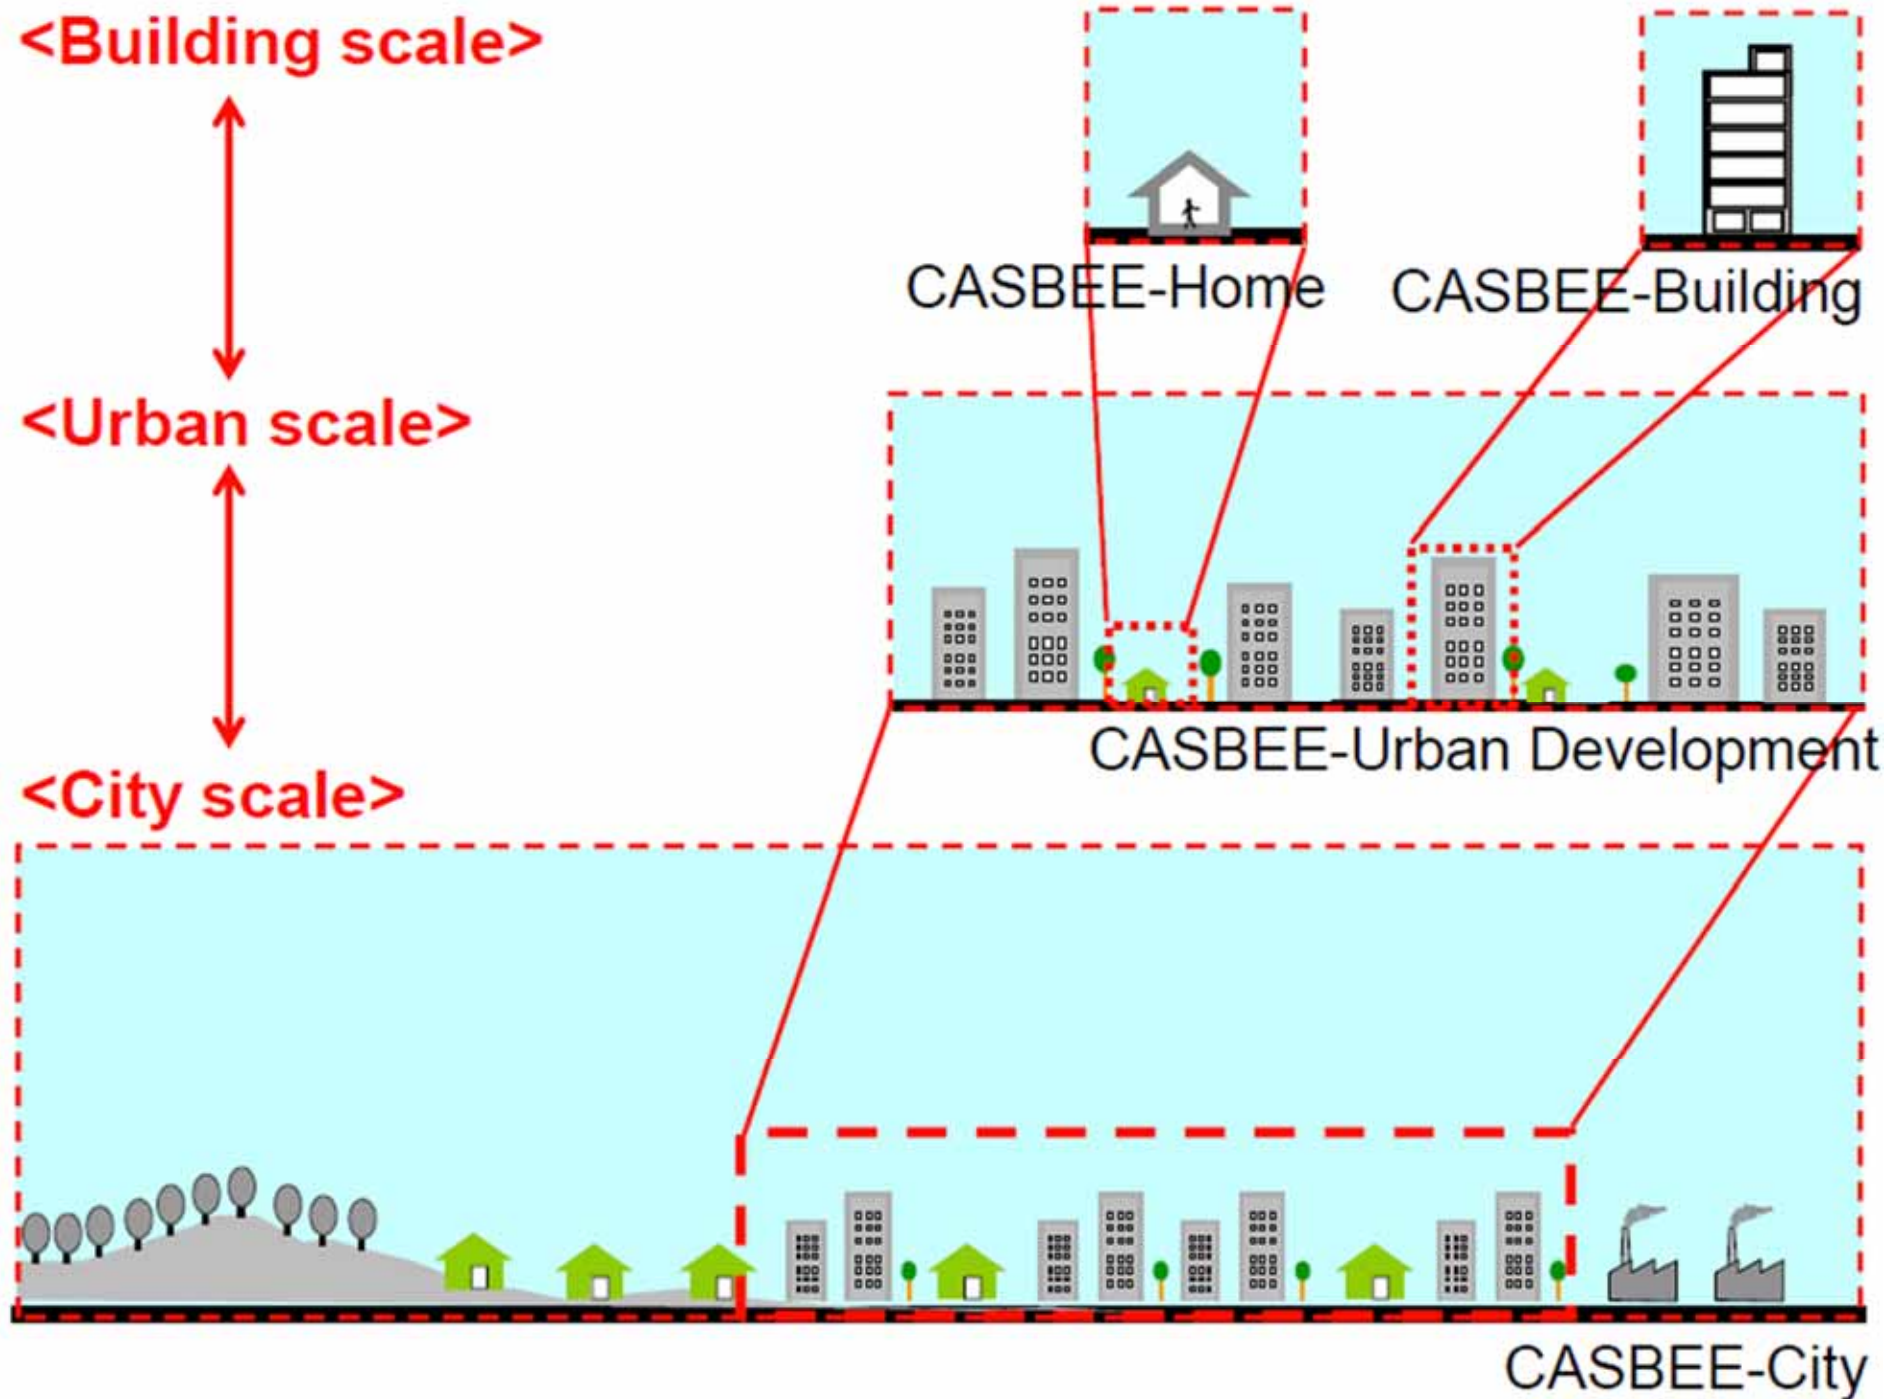 <Building scale>
CASBEE-Home
CASBEE-Building
<Urban scale>
CASBEE-Urban Development
<City scale>
CASBEE-City